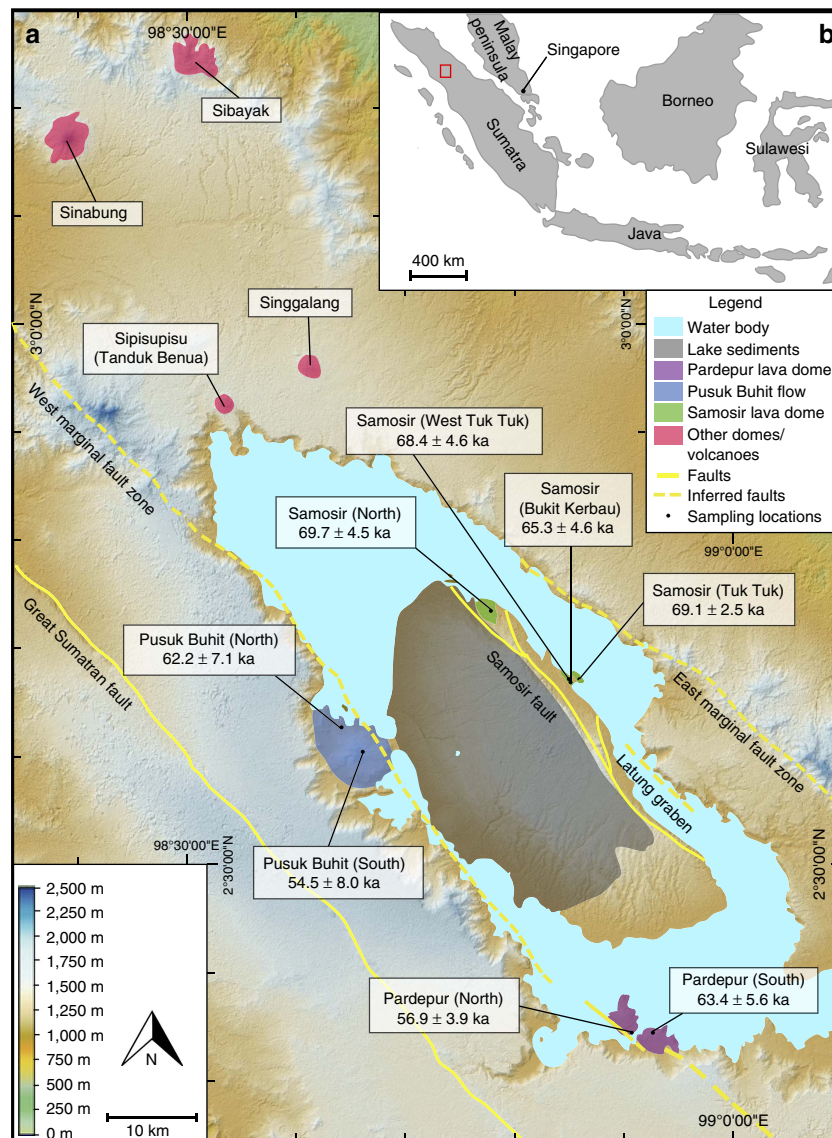 a
98°30'00"E
Sibayak
Sinabung
b
Malay
peninsula
Singapore
Borneo
Sumatra
Sulawesi
Java
400 km
3°0'00"N
3°0'00"N
Singgalang
Sipisupisu
(Tanduk Benua)
Legend
Water body
Lake sediments
Pardepur lava dome
Pusuk Buhit flow
Samosir lava dome
Other domes/
volcanoes
Faults
Inferred faults
Sampling locations
West marginal fault zone
Samosir (West Tuk Tuk)
68.4 ± 4.6 ka
Samosir (North)
69.7 ± 4.5 ka
Samosir
(Bukit Kerbau)
65.3 ± 4.6 ka
99°0'00"E
Samosir (Tuk Tuk)
69.1 ± 2.5 ka
Great Sumatran fault
Pusuk Buhit (North)
62.2 ± 7.1 ka
Samosir fault
East marginal fault zone
Latung graben
98°30'00"E
2°30'00"N
2°30'00"N
Pusuk Buhit (South)
54.5 ± 8.0 ka
2,500 m
2,250 m
2,000 m
1,750 m
1,500 m
1,250 m
1,000 m
750 m
500 m
250 m
0 m
N
10 km
Pardepur (North)
56.9 ± 3.9 ka
Pardepur (South)
63.4 ± 5.6 ka
99°0'00"E